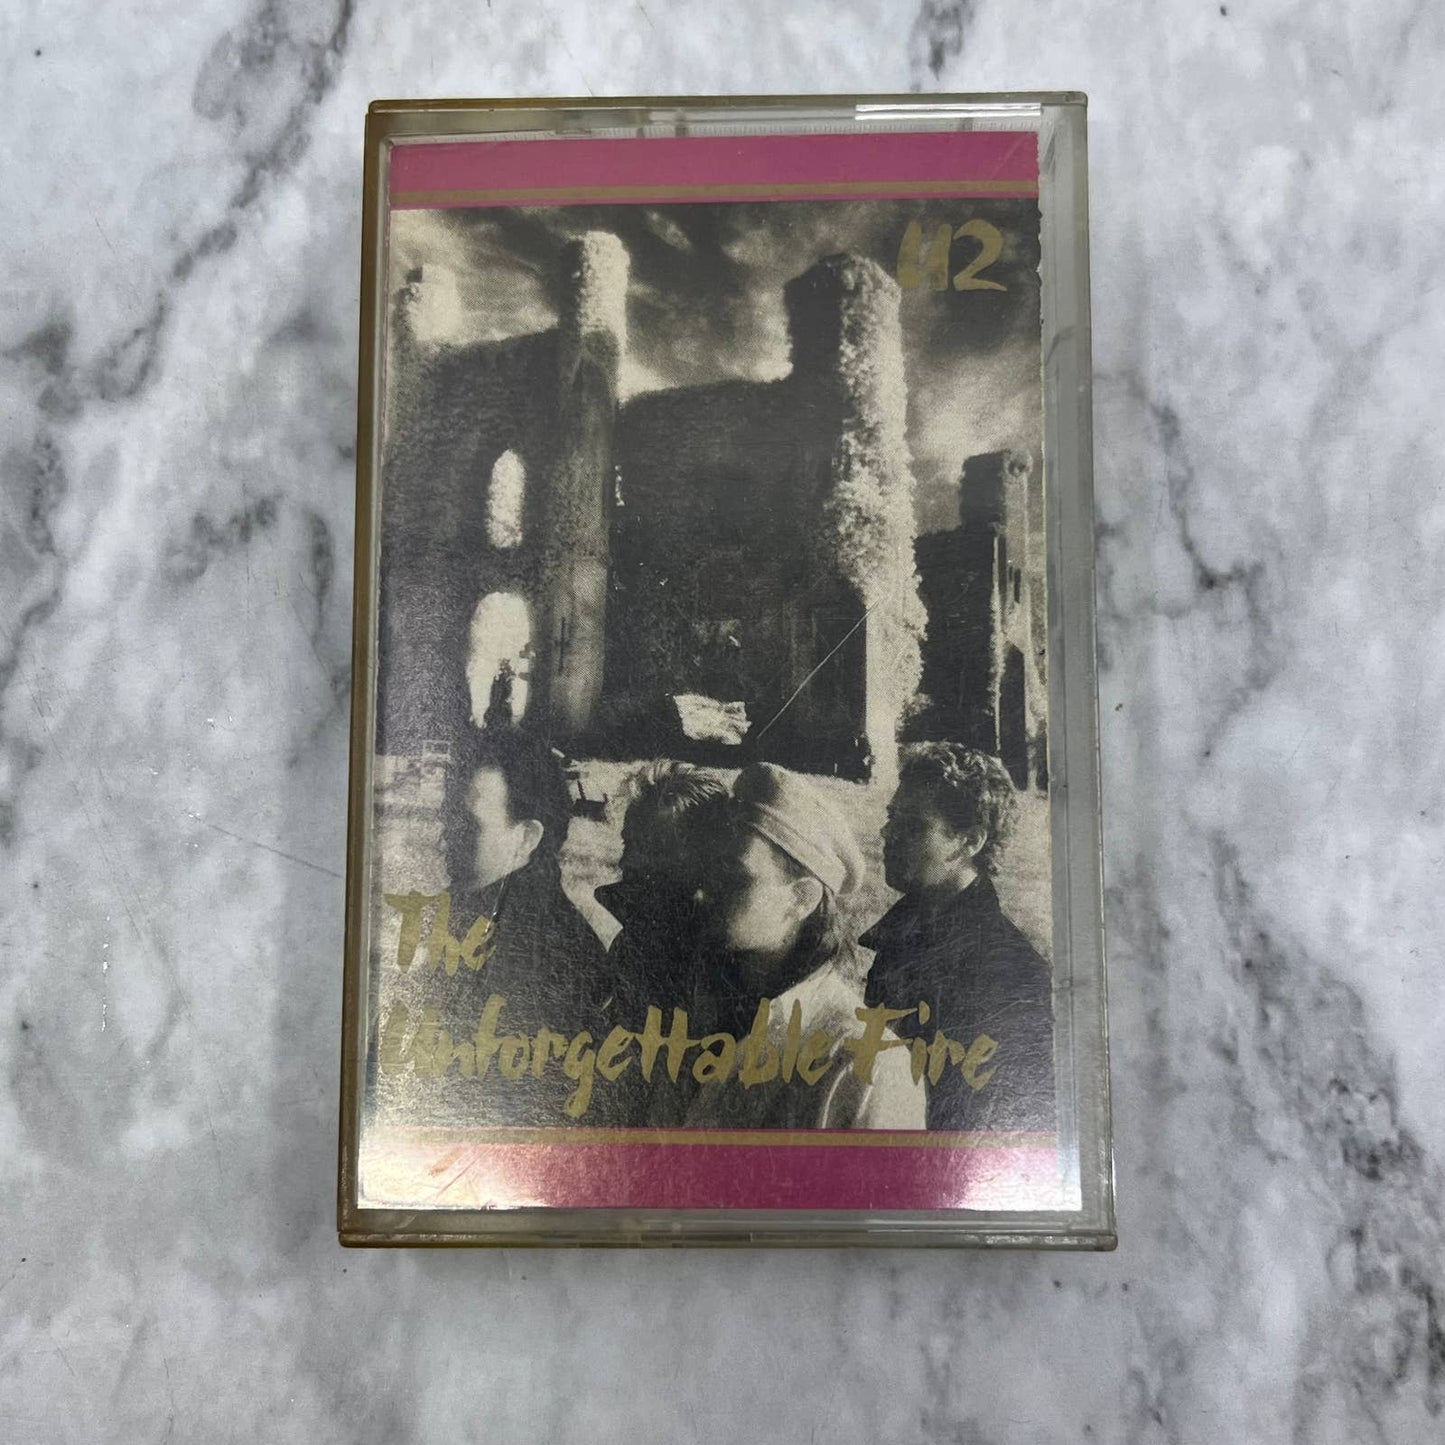 U2
The
Unforgettable Fire